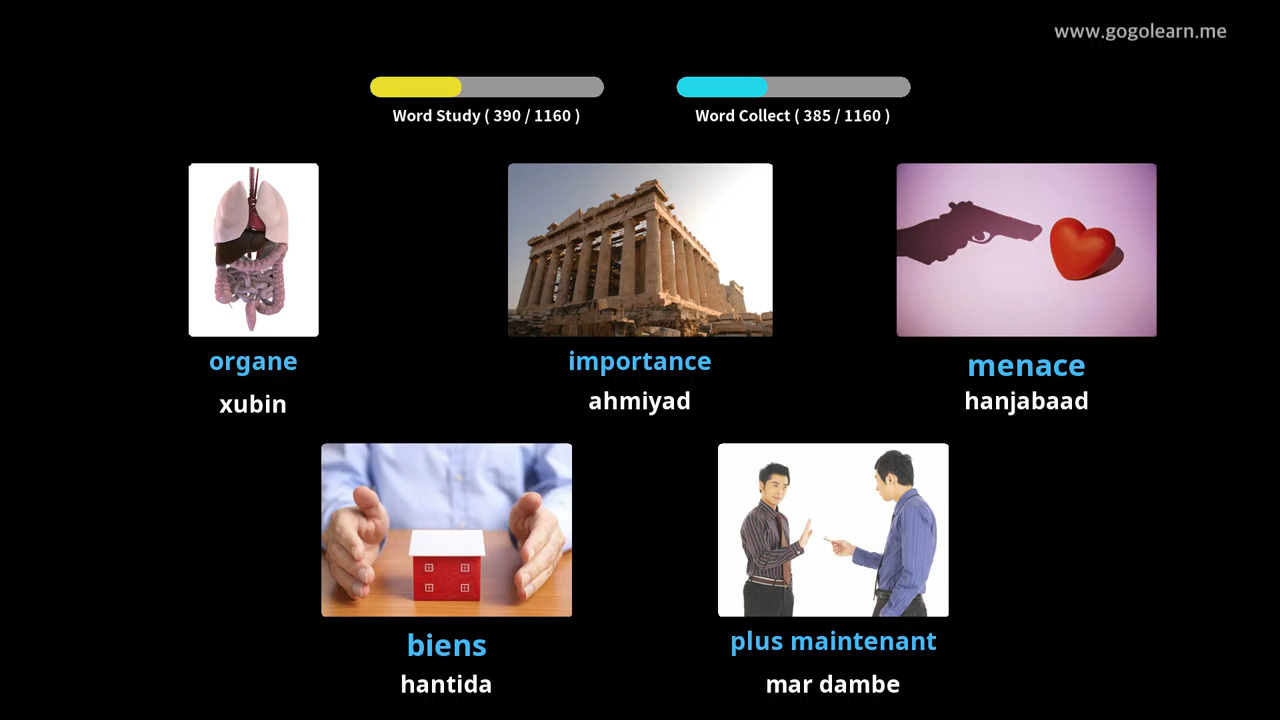 www.gogolearn.me
Word Study ( 390 / 1160 )
Word Collect ( 385 / 1160 )
organe
xubin
importance
ahmiyad
menace
hanjabaad
biens
hantida
plus maintenant
mar dambe